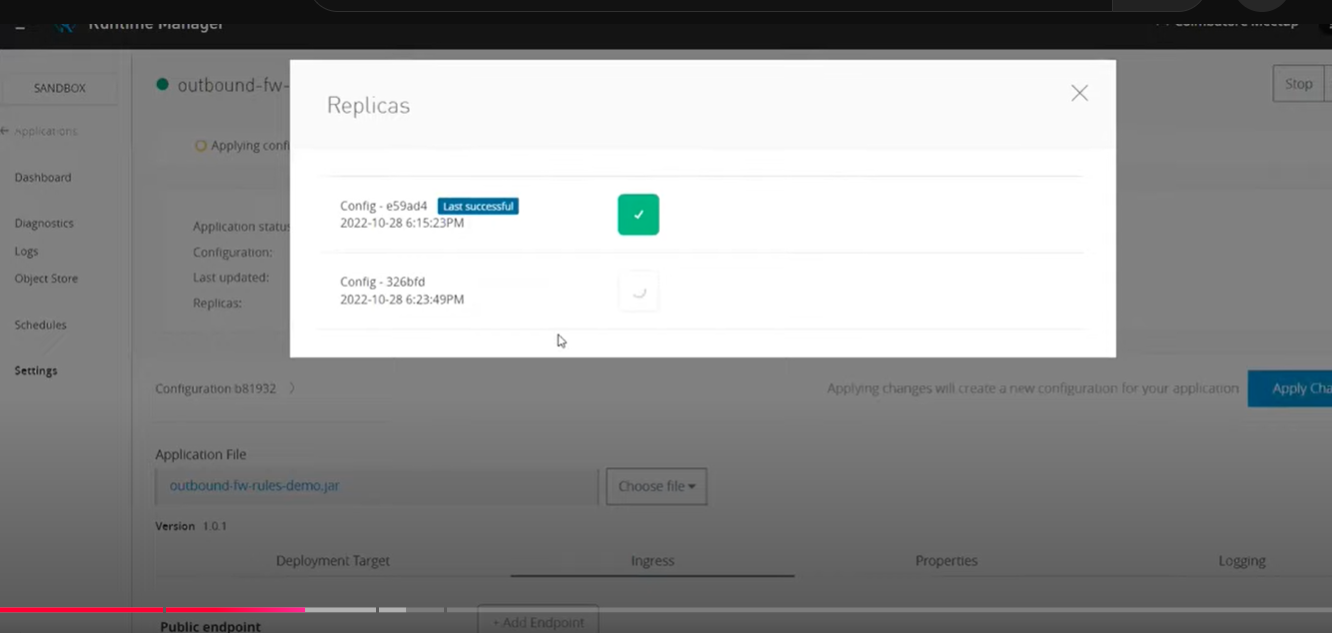 Runtime Manager
Coimbatore Meetup
SANDBOX
outbound-fw-
Stop
Applications
Applying confi
Replicas
Config - e59ad4 Last successful
2022-10-28 6:15:23PM
Config - 326bfd
2022-10-28 6:23:49PM
Dashboard
Diagnostics
Logs
Object Store
Schedules
Settings
Application status
Configuration:
Last updated:
Replicas:
Configuration b81932
Applying changes will create a new configuration for your application
Apply Cha
Application File
outbound-fw-rules-demo.jar
Choose file
Version 1.0.1
Deployment Target
Ingress
Properties
Logging
Public endpoint
+ Add Endpoint